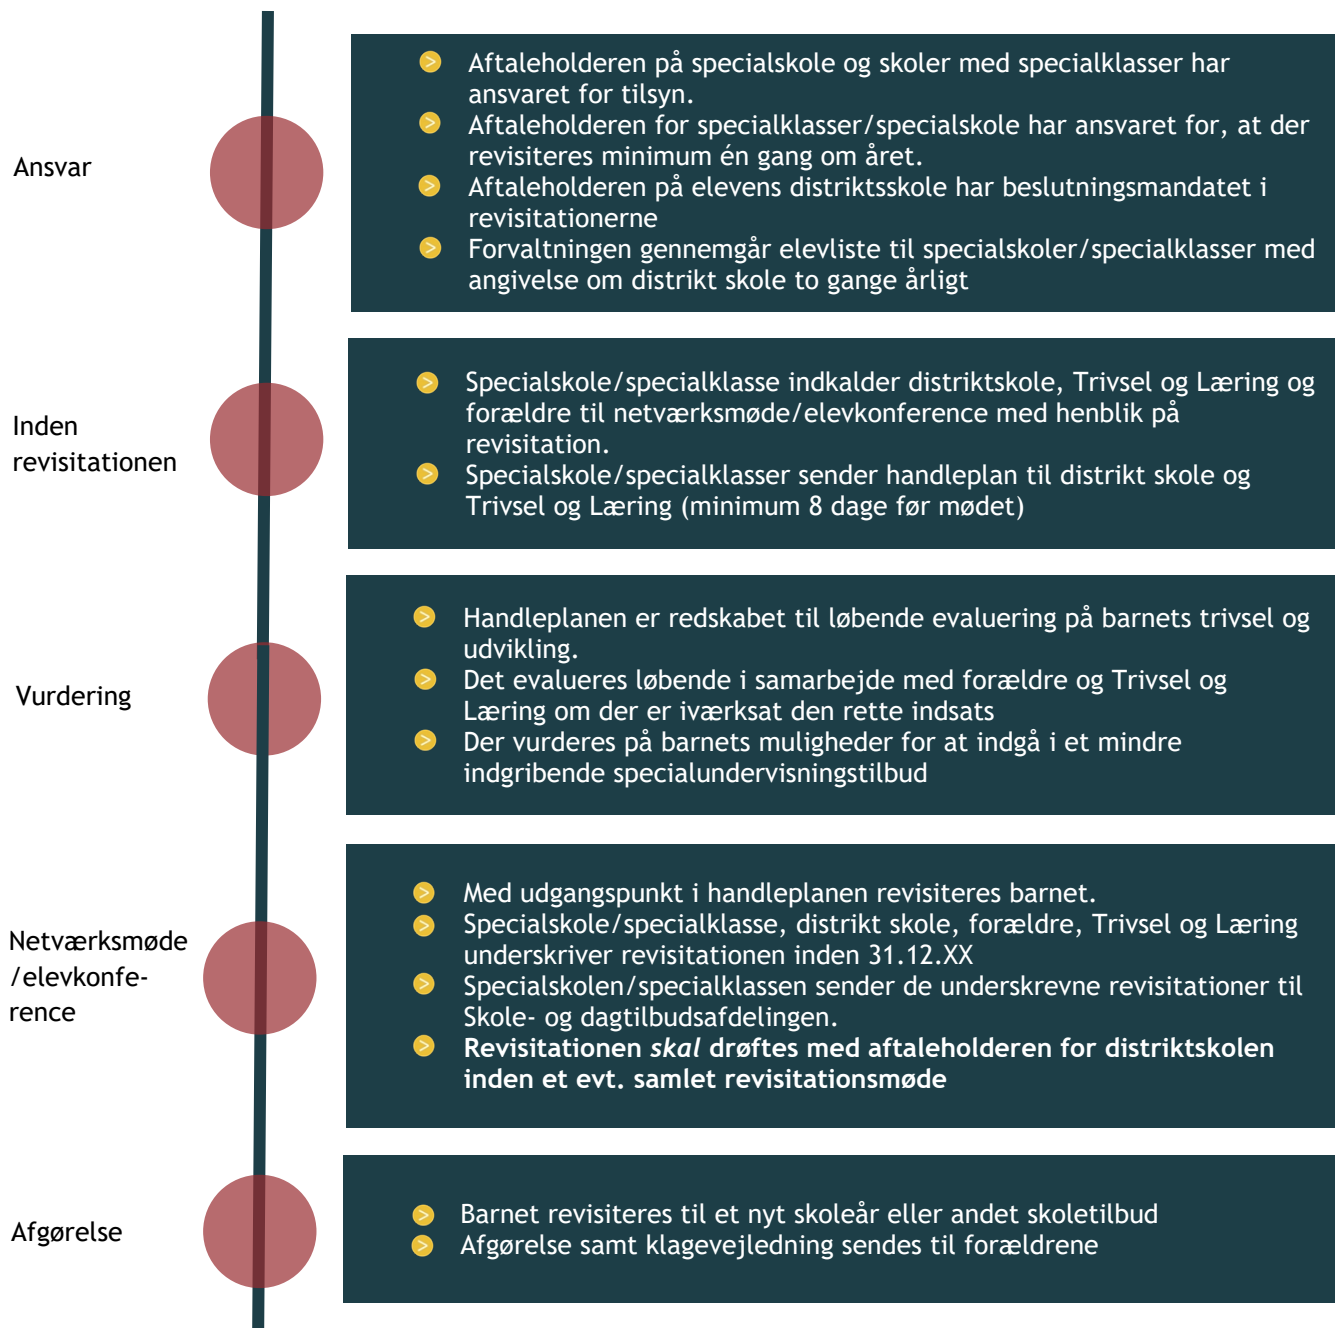 Ansvar
Aftaleholderen på specialskole og skoler med specialklasser har
ansvaret for tilsyn.
Aftaleholderen for specialklasser/specialskole har ansvaret for, at der
revisiteres minimum én gang om året.
Aftaleholderen på elevens distriktsskole har beslutningsmandatet i
revisitationerne
Forvaltningen gennemgår elevliste til specialskoler/specialklasser med
angivelse om distrikt skole to gange årligt
Inden
revisitationen
Specialskole/specialklasse indkalder distriktskole, Trivsel og Læring og
forældre til netværksmøde/elevkonference med henblik på
revisitation.
Specialskole/specialklasser sender handleplan til distrikt skole og
Trivsel og Læring (minimum 8 dage før mødet)
Vurdering
Handleplanen er redskabet til løbende evaluering på barnets trivsel og
udvikling.
Det evalueres løbende i samarbejde med forældre og Trivsel og
Læring om der er iværksat den rette indsats
Der vurderes på barnets muligheder for at indgå i et mindre
indgribende specialundervisningstilbud
Netværksmøde
/elevkonfe-
rence
Med udgangspunkt i handleplanen revisiteres barnet.
Specialskole/specialklasse, distrikt skole, forældre, Trivsel og Læring
underskriver revisitationen inden 31.12.XX
Specialskolen/specialklassen sender de underskrevne revisitationer til
Skole- og dagtilbudsafdelingen.
Revisitationen skal drøftes med aftaleholderen for distriktskolen
inden et evt. samlet revisitationsmøde
Afgørelse
Barnet revisiteres til et nyt skoleår eller andet skoletilbud
Afgørelse samt klagevejledning sendes til forældrene